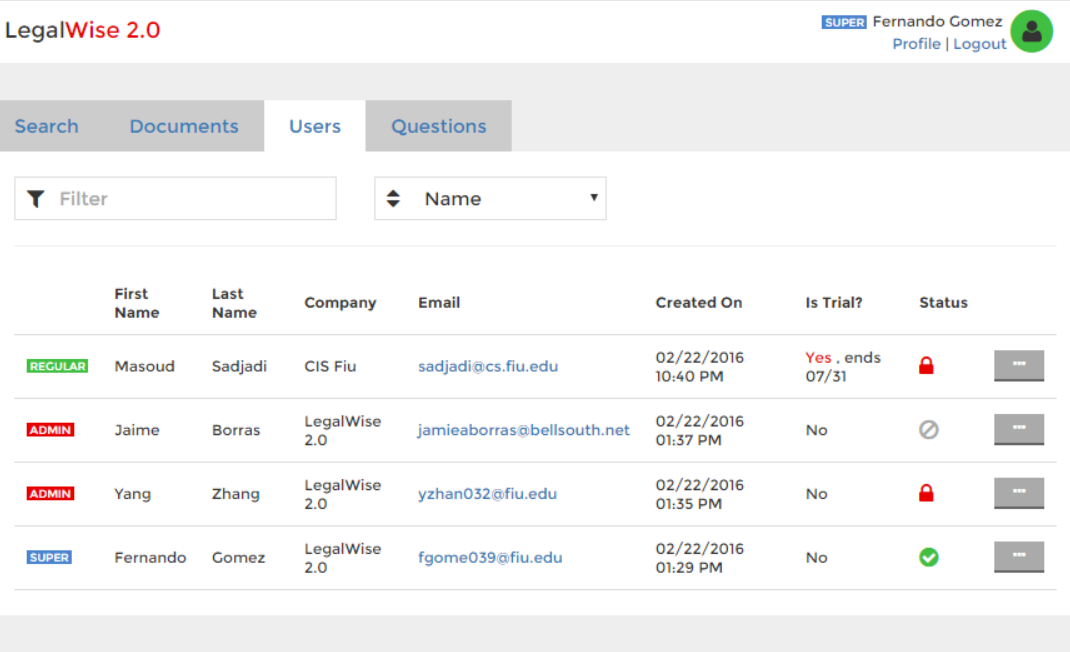 LegalWise 2.0
SUPER Fernando Gomez
Profile | Logout
Search Documents Users Questions
Filter Name
First Name Last Name Company Email Created On Is Trial? Status
REGULAR Masoud Sadjadi CIS Fiu sadjadi@cs.fiu.edu 02/22/2016 10:40 PM Yes , ends 07/31
ADMIN Jaime Borras LegalWise 2.0 jamieaborras@bellsouth.net 02/22/2016 01:37 PM No
ADMIN Yang Zhang LegalWise 2.0 yzhan032@fiu.edu 02/22/2016 01:35 PM No
SUPER Fernando Gomez LegalWise 2.0 fgome039@fiu.edu 02/22/2016 01:29 PM No